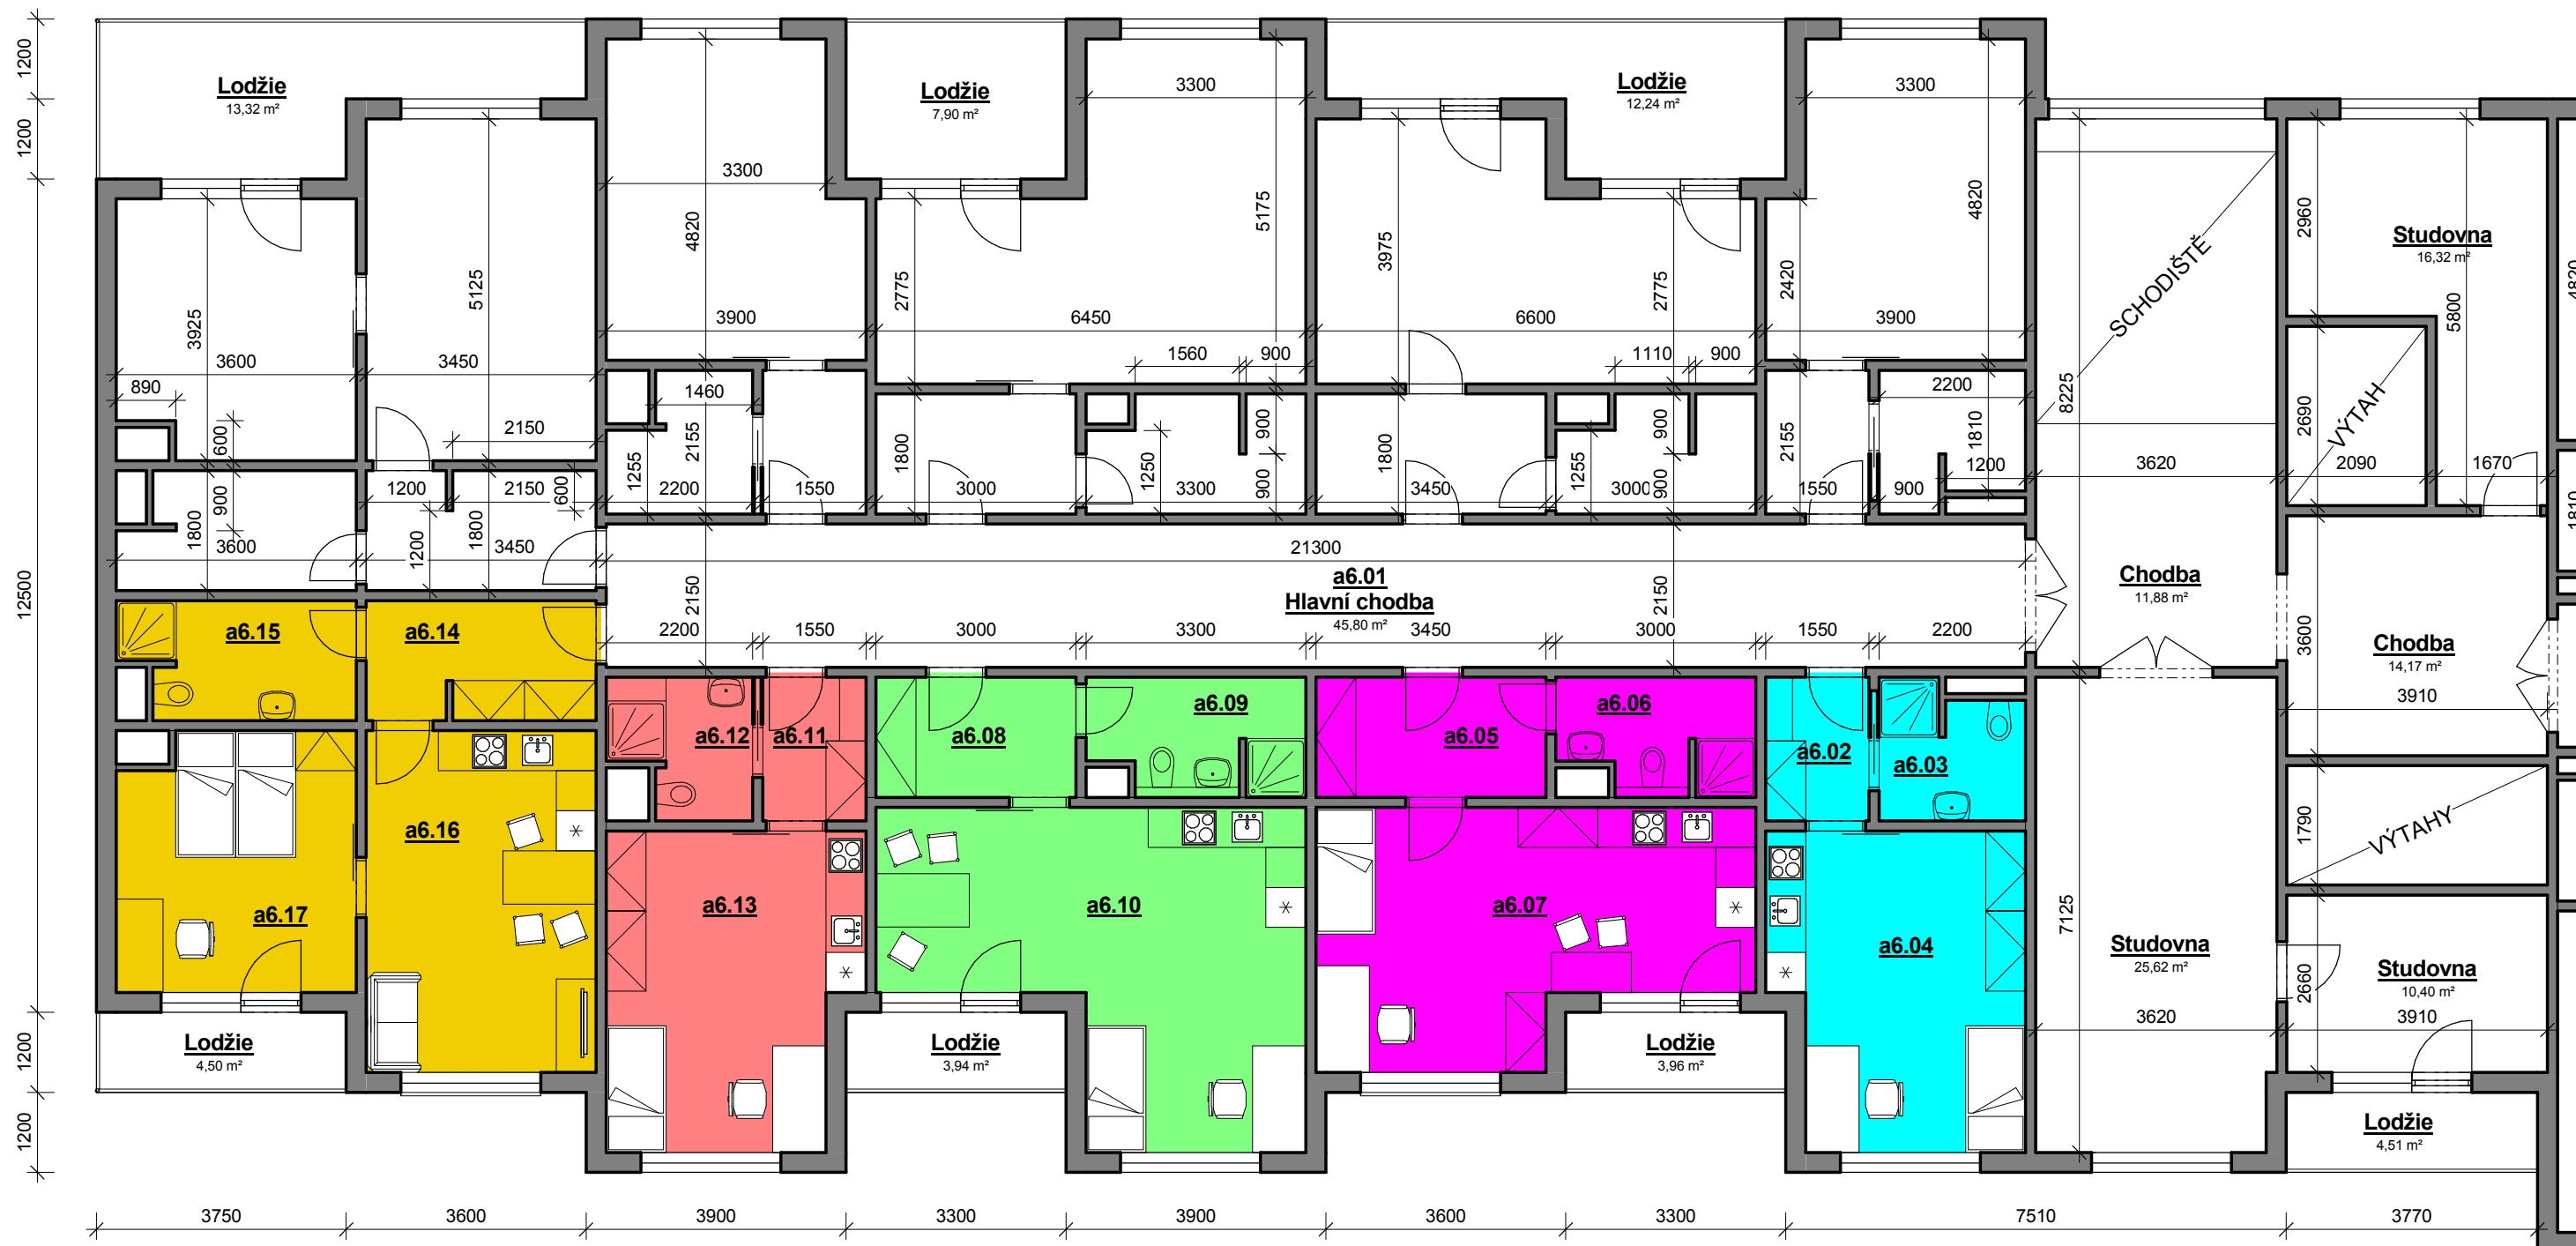 1200
1200
12500
1200
1200
Lodžie
13,32 m²
Lodžie
7,90 m²
3300
Lodžie
12,24 m²
3300
3300
4820
5175
3975
2775
2775
2420
4820
5125
3925
3600
3450
3900
6450
6600
3900
890
600
2150
1460
1560
900
1110
900
2200
SCHODIŠTĚ
8225
2960
Studovna
16,32 m²
5800
4820
2690
VÝTAH
2090
1670
3620
1200
1810
1810
900
1800
1200
2150
600
1800
1255
2155
2200
1550
1800
3000
1250
900
900
3300
1800
3450
1255
3000
900
900
2155
1550
900
3600
1200
3450
21300
a6.01
Hlavní chodba
45,80 m²
2150
2150
2200
1550
3000
3300
3450
3000
1550
2200
Chodba
11,88 m²
3600
Chodba
14,17 m²
3910
a6.15
a6.14
a6.12
a6.11
a6.08
a6.09
a6.05
a6.06
a6.02
a6.03
1790
VÝTAHY
a6.16
a6.17
a6.13
a6.10
a6.07
a6.04
7125
Studovna
25,62 m²
2660
Studovna
10,40 m²
3620
3910
Lodžie
4,50 m²
Lodžie
3,94 m²
Lodžie
3,96 m²
Lodžie
4,51 m²
3750
3600
3900
3300
3900
3600
3300
7510
3770